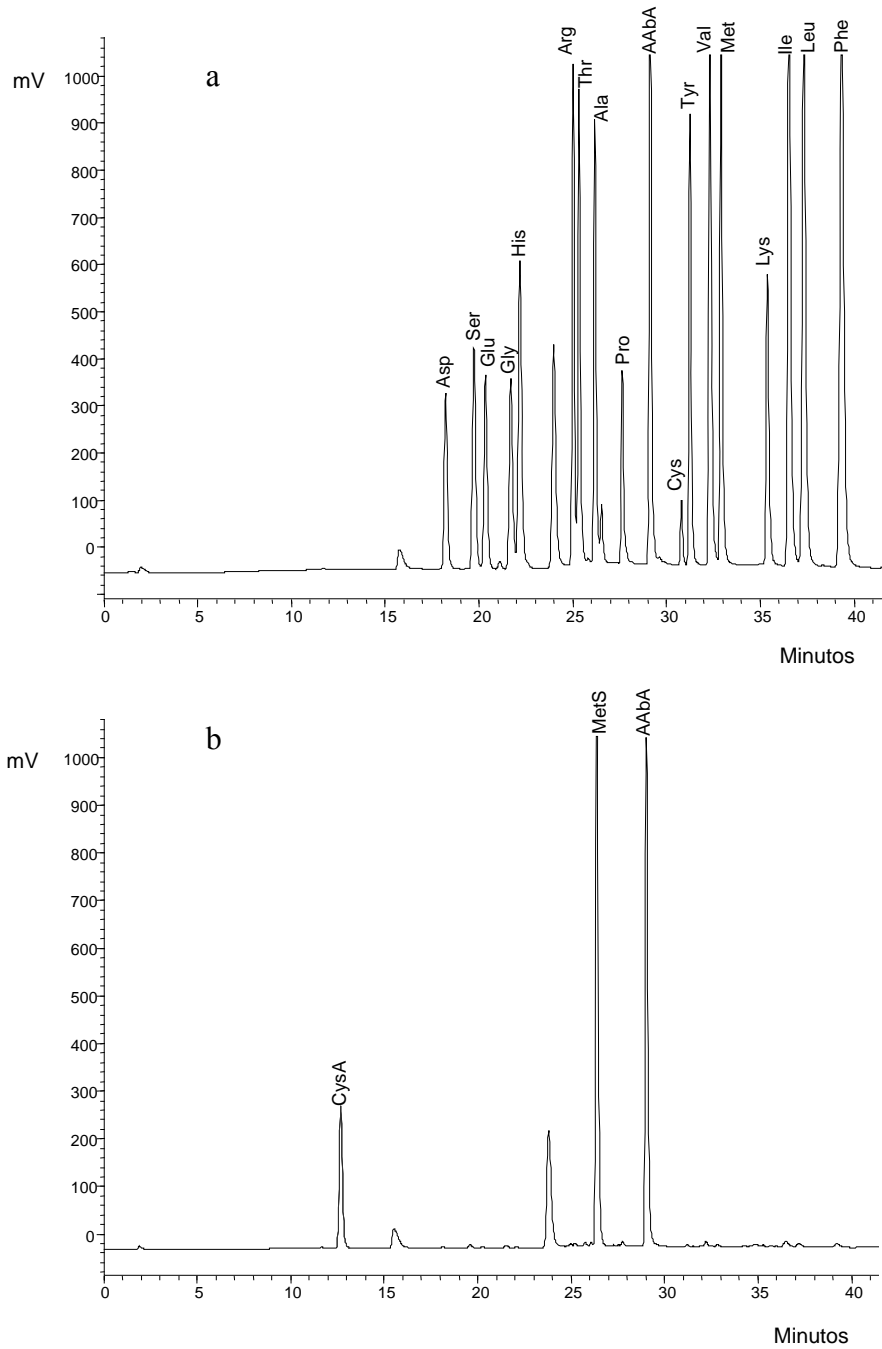 a
mV
1000
900
800
700
600
500
400
300
200
100
0
Asp
Ser
Glu
Gly
His
Arg
Thr
Ala
Pro
AAbA
Cys
Tyr
Val
Met
Lys
Ile
Leu
Phe
0 5 10 15 20 25 30 35 40
Minutos
b
mV
1000
900
800
700
600
500
400
300
200
100
0
CysA
MetS
AAbA
0 5 10 15 20 25 30 35 40
Minutos